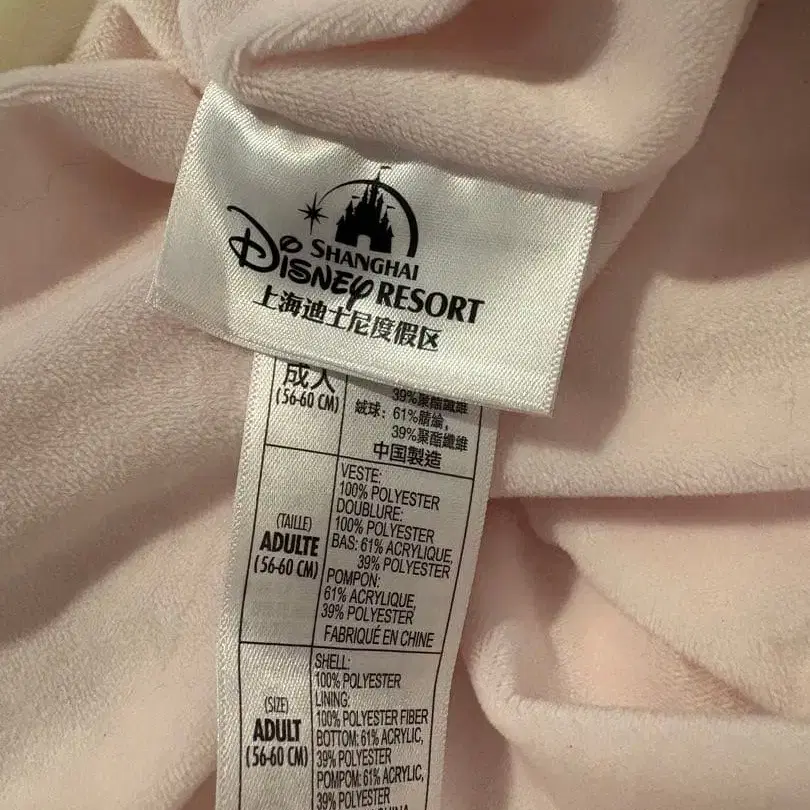 SHANGHAI
DISNEY RESORT
上海迪士尼度假区
成人
(56-60 CM)
39%聚酯纖維
絨球：61%腈綸，
39%聚酯纖維
中国製造
(TAILLE)
ADULTE
(56-60 CM)
VESTE:
100% POLYESTER
DOUBLURE:
100% POLYESTER
BAS: 61% ACRYLIQUE,
39% POLYESTER
POMPON:
61% ACRYLIQUE,
39% POLYESTER
FABRIQUÉ EN CHINE
(SIZE)
ADULT
(56-60 CM)
SHELL:
100% POLYESTER
LINING:
100% POLYESTER FIBER
BOTTOM: 61% ACRYLIC,
39% POLYESTER
POMPOM: 61% ACRYLIC,
39% POLYESTER